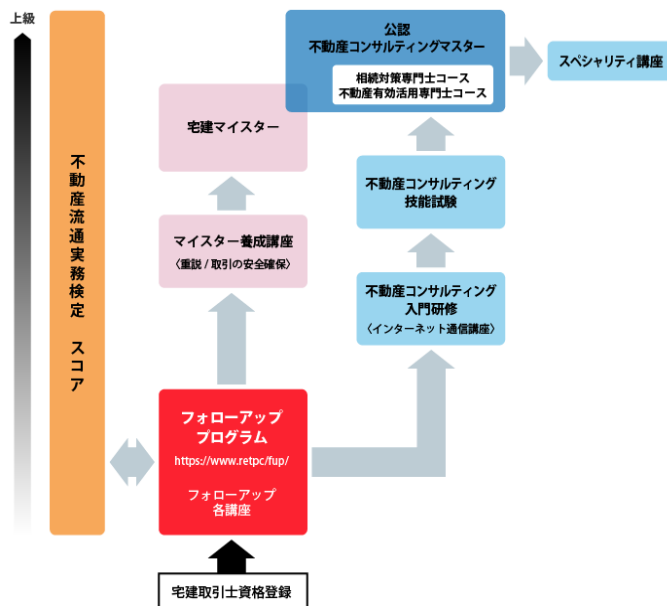 上級
不動産流通実務検定 スコア
公認
不動産コンサルティングマスター
相続対策専門士コース
不動産有効活用専門士コース
スペシャリティ講座
宅建マイスター
不動産コンサルティング
技能試験
マイスター養成講座
〈重説 / 取引の安全確保〉
不動産コンサルティング
入門研修
〈インターネット通信講座〉
フォローアップ
プログラム
https://www.retpc/fup/
フォローアップ
各講座
宅建取引士資格登録